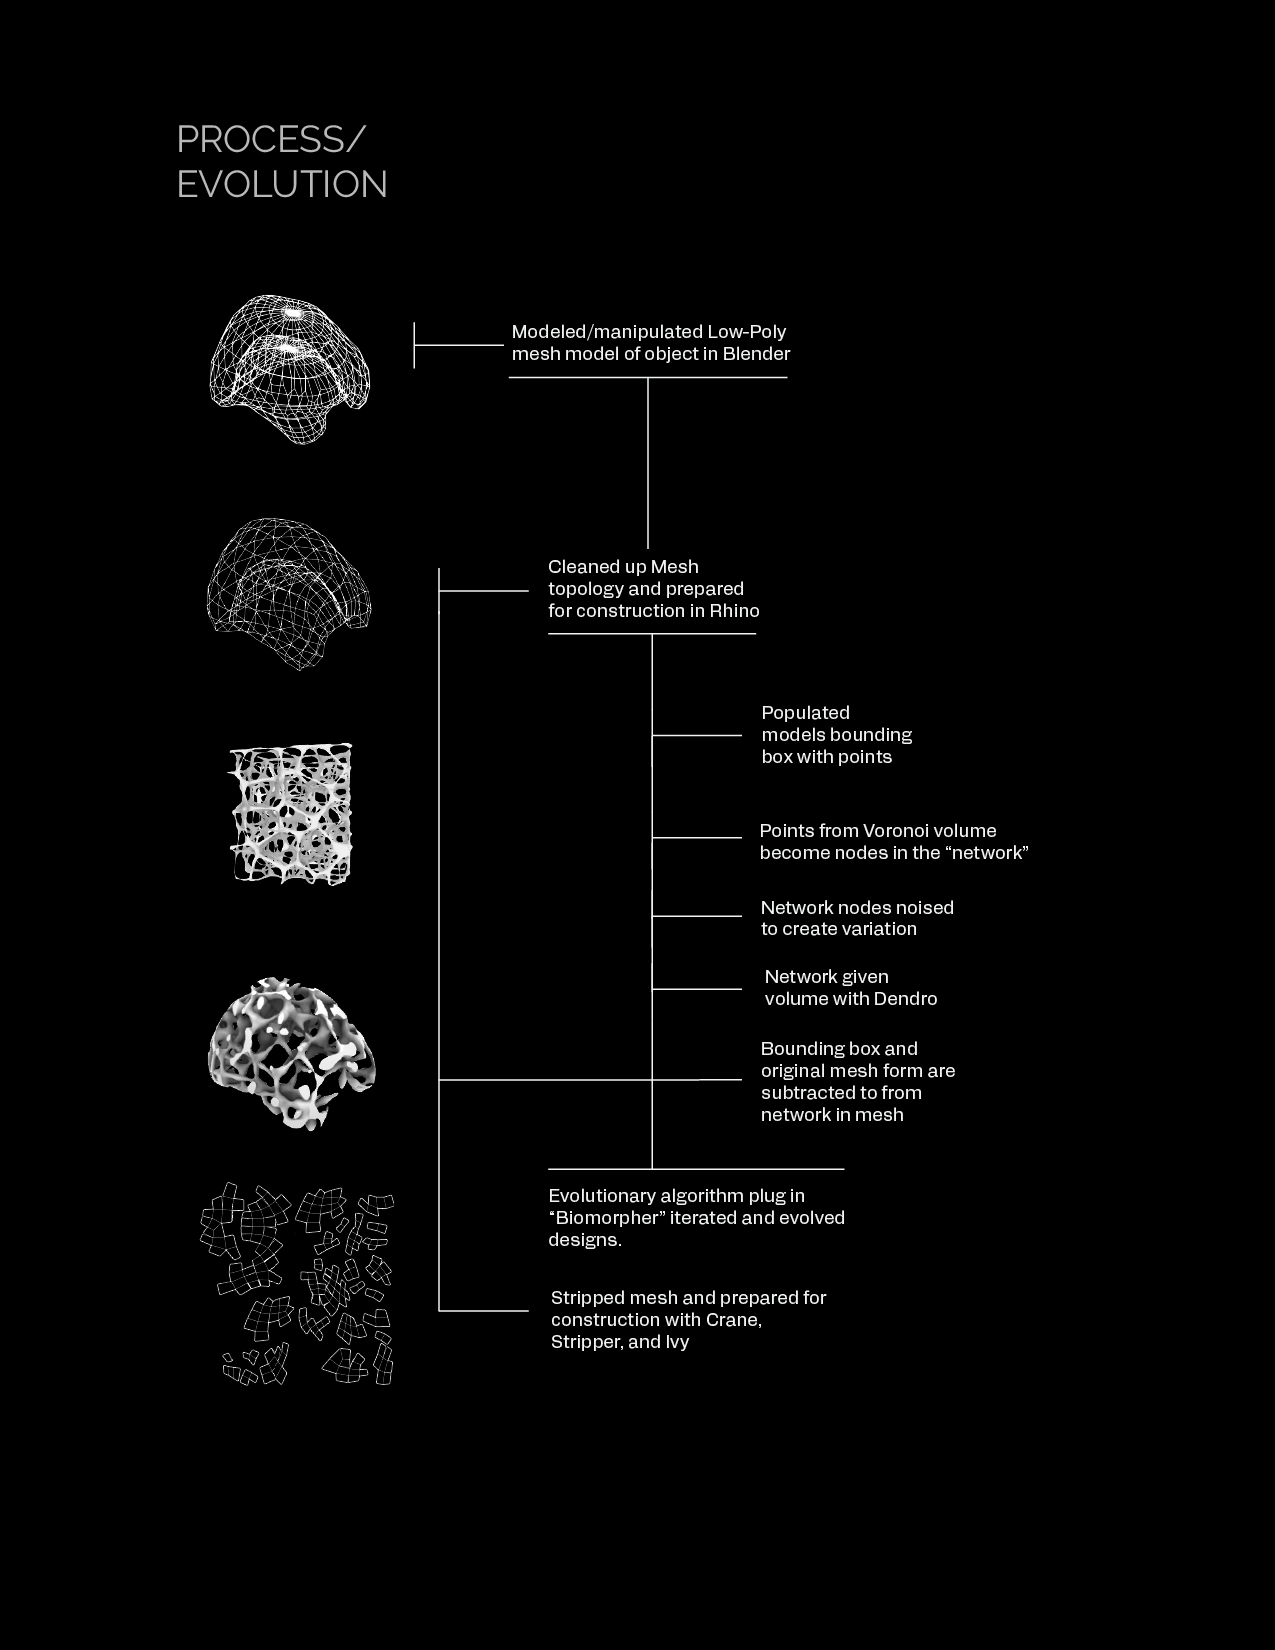 PROCESS/
EVOLUTION
Modeled/manipulated Low-Poly
mesh model of object in Blender
Cleaned up Mesh
topology and prepared
for construction in Rhino
Populated
models bounding
box with points
Points from Voronoi volume
become nodes in the “network”
Network nodes noised
to create variation
Network given
volume with Dendro
Bounding box and
original mesh form are
subtracted to from
network in mesh
Evolutionary algorithm plug in
“Biomorpher” iterated and evolved
designs.
Stripped mesh and prepared for
construction with Crane,
Stripper, and Ivy